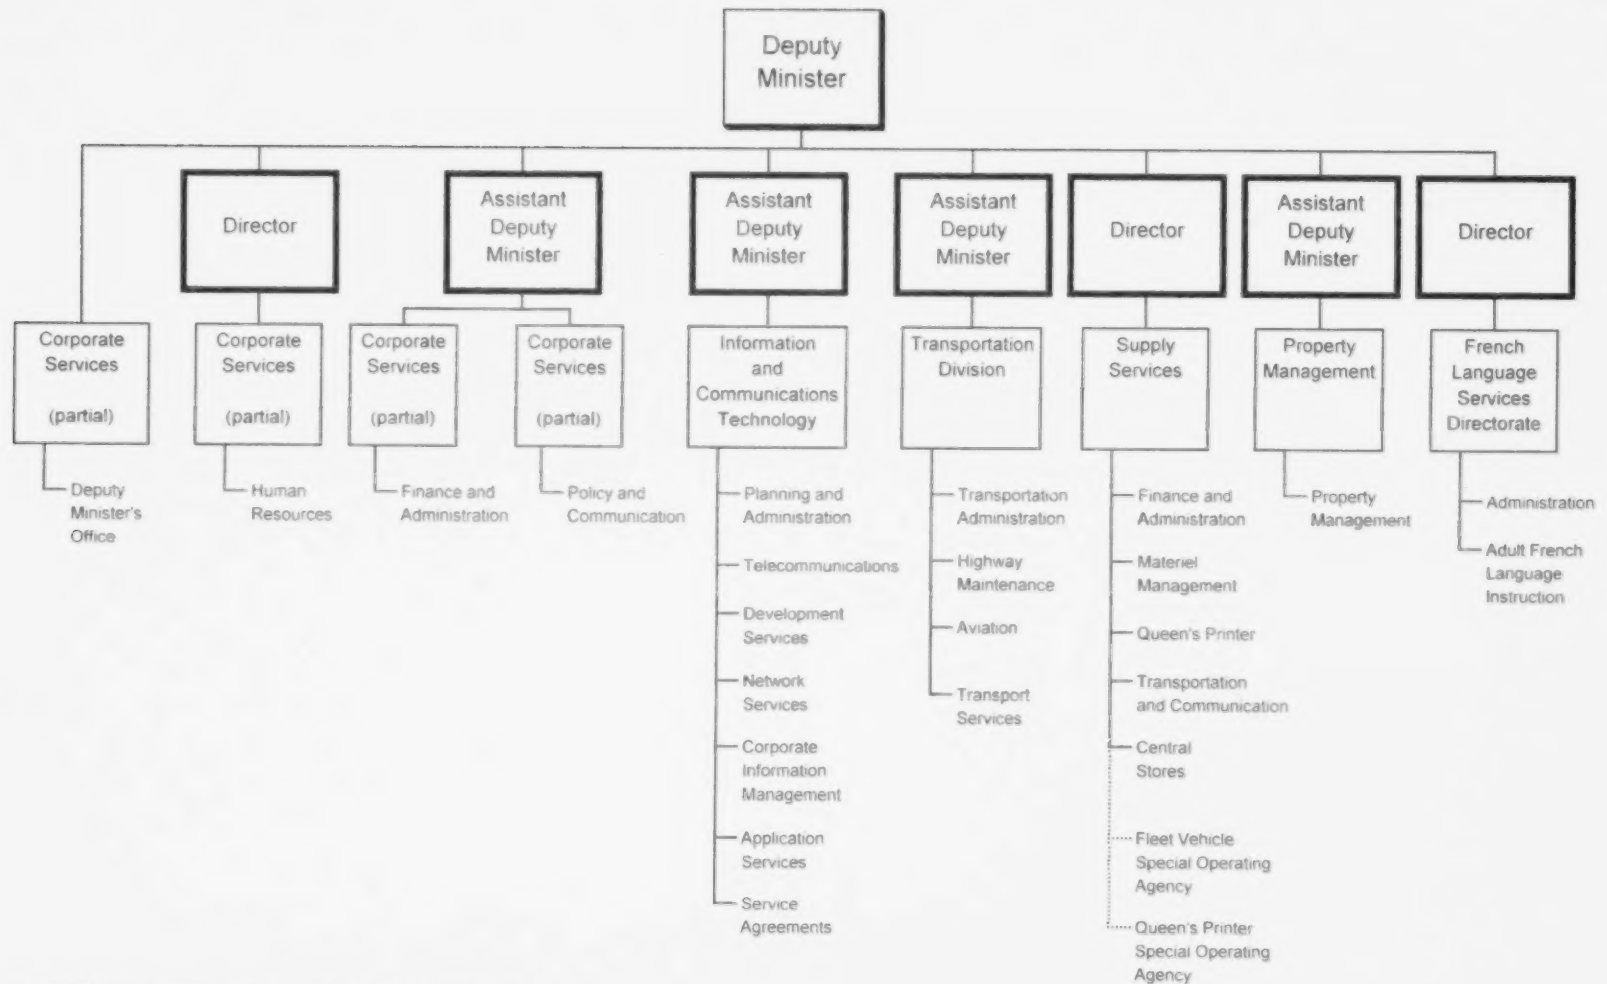 Deputy
Minister
Director
Assistant
Deputy
Minister
Assistant
Deputy
Minister
Assistant
Deputy
Minister
Director
Assistant
Deputy
Minister
Director
Corporate
Services
(partial)
Corporate
Services
(partial)
Corporate
Services
(partial)
Corporate
Services
(partial)
Information
and
Communications
Technology
Transportation
Division
Supply
Services
Property
Management
French
Language
Services
Directorate
Deputy
Minister's
Office
Human
Resources
Finance and
Administration
Policy and
Communication
Planning and
Administration
Telecommunications
Development
Services
Network
Services
Corporate
Information
Management
Application
Services
Service
Agreements
Transportation
Administration
Highway
Maintenance
Aviation
Transport
Services
Finance and
Administration
Materiel
Management
Queen's Printer
Transportation
and Communication
Central
Stores
Fleet Vehicle
Special Operating
Agency
Queen's Printer
Special Operating
Agency
Property
Management
Administration
Adult French
Language
Instruction